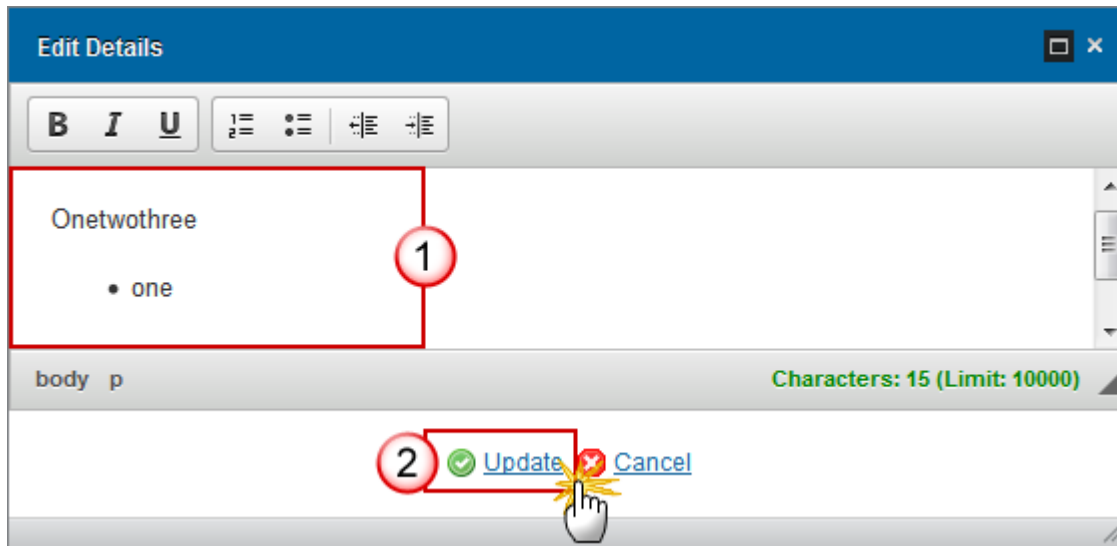 Edit Details
B I U
Onetwothree
• one
1
body p
Characters: 15 (Limit: 10000)
2 Update Cancel